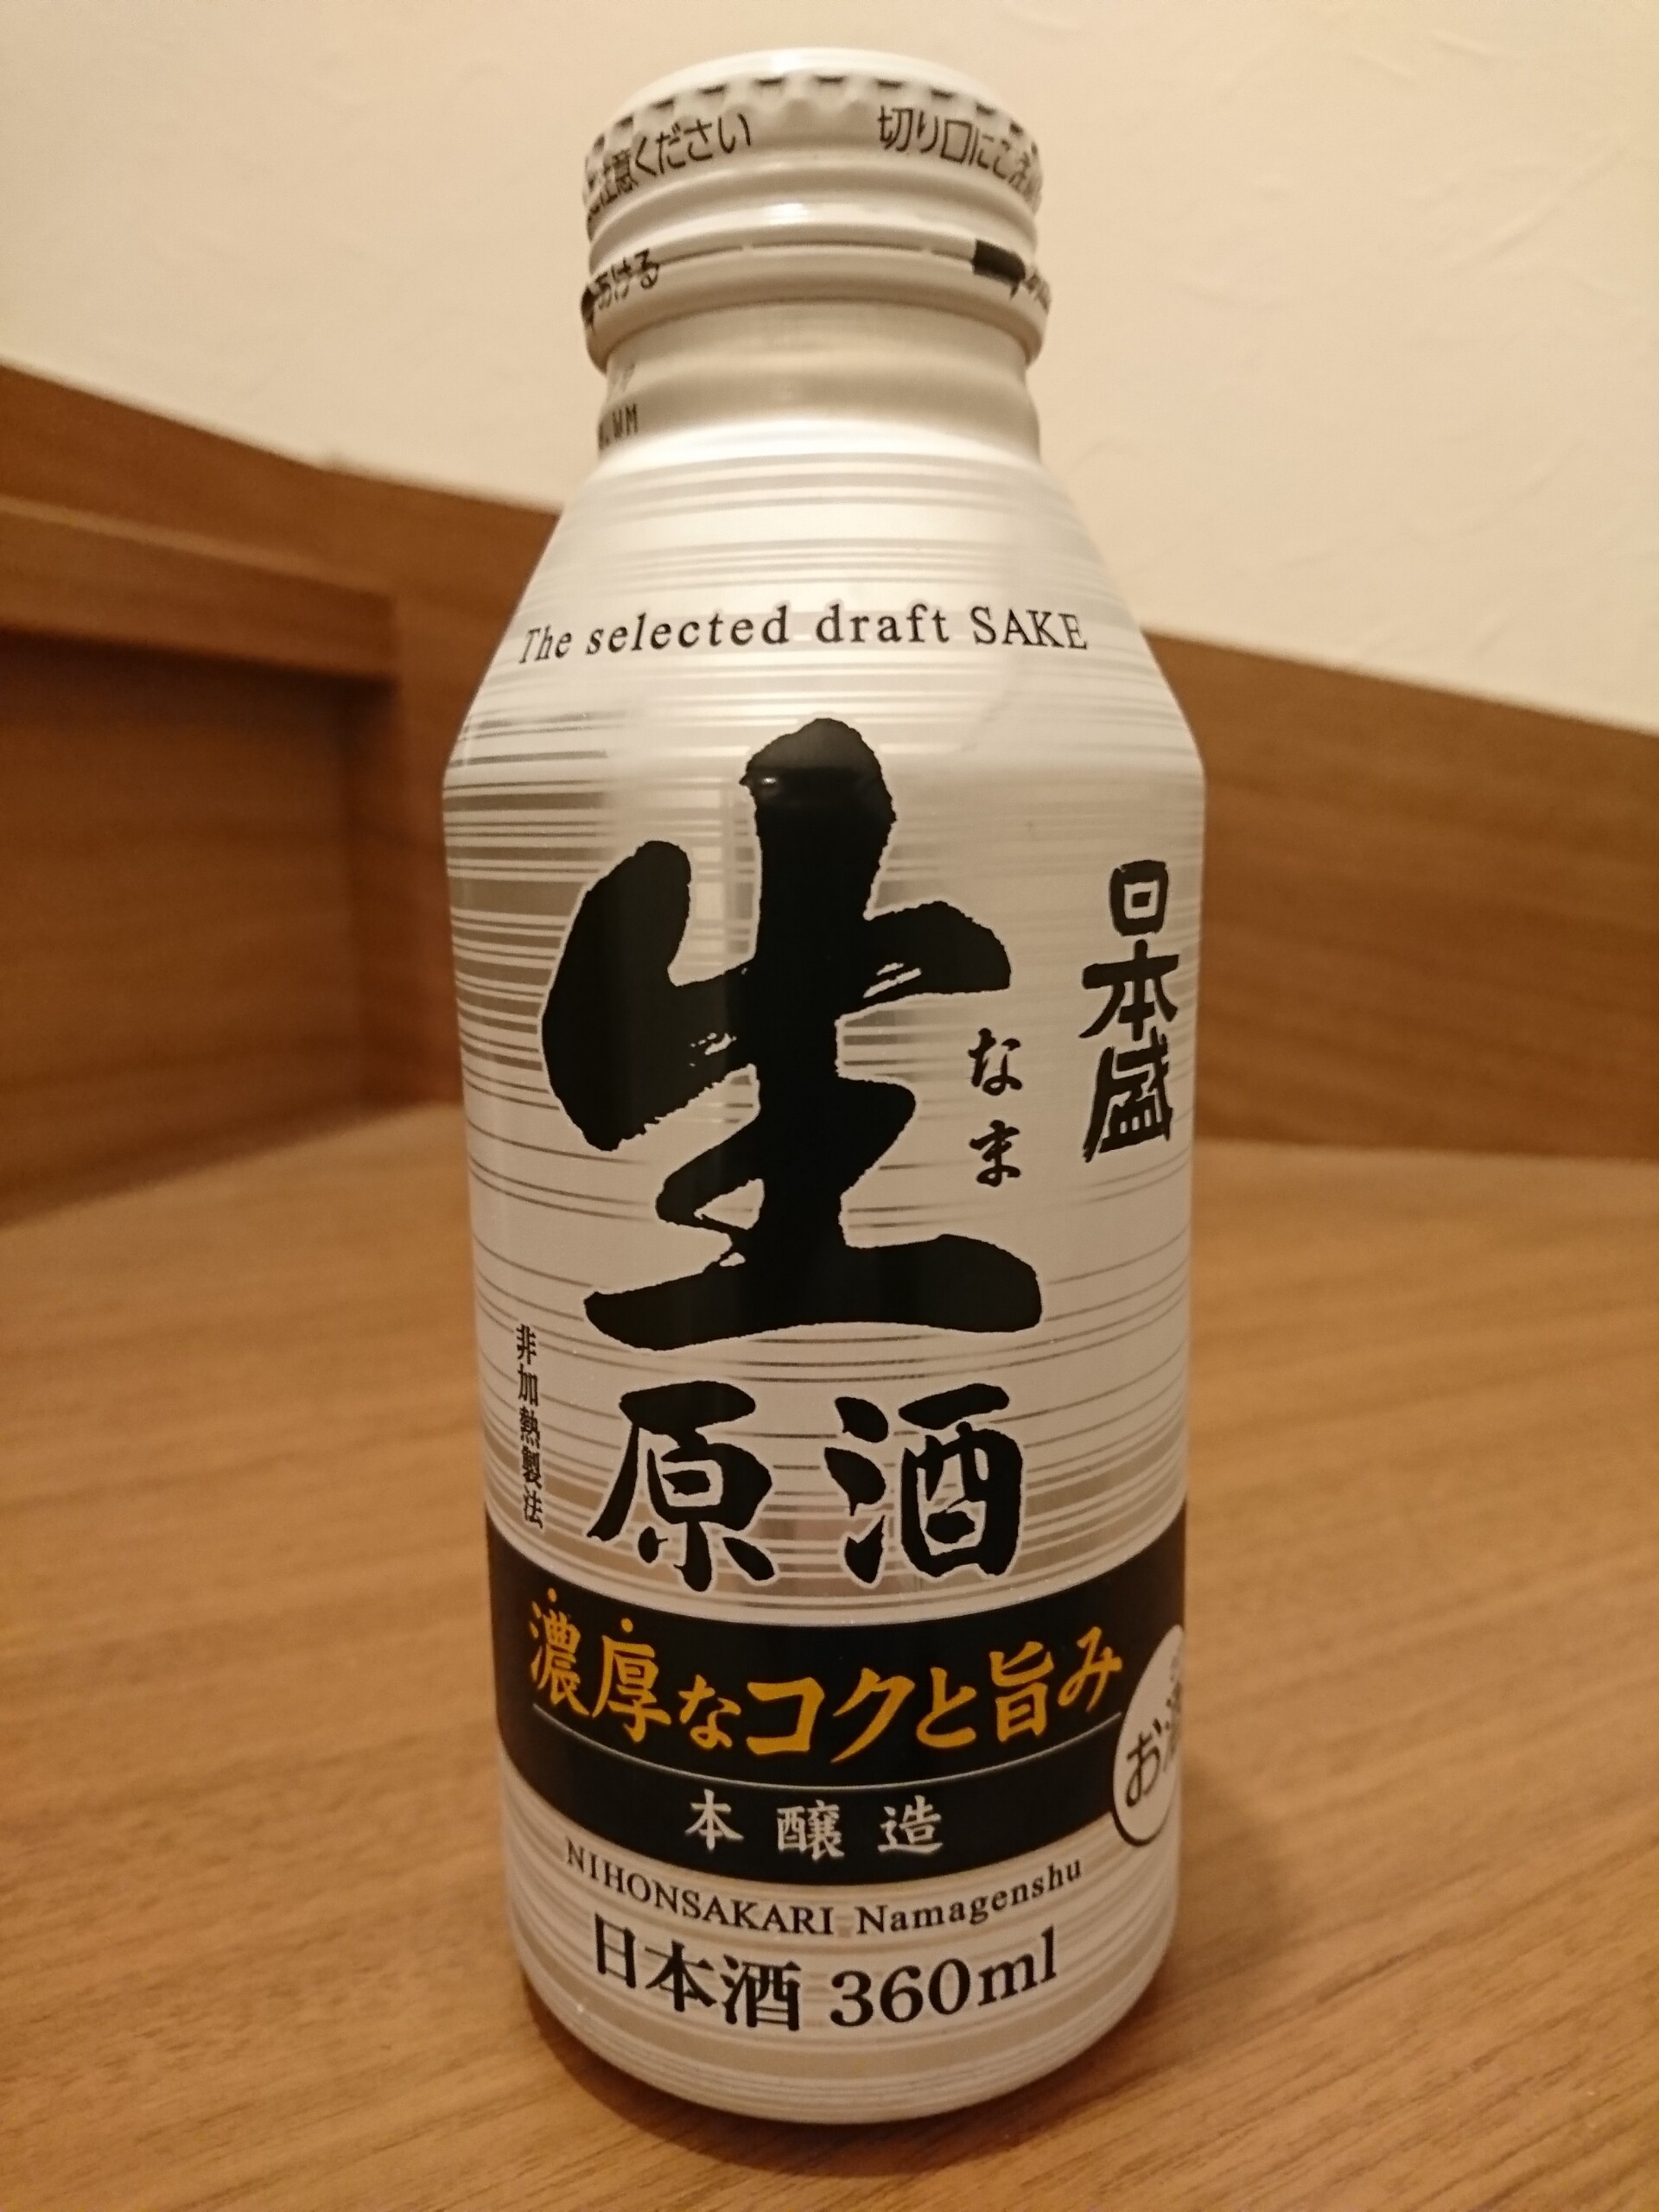 注意ください
切り口にご注
あける
The selected draft SAKE
日本盛
生
なま
原酒
非加熱製法
濃厚なコクと旨み
お酒
本醸造
NIHONSAKARI Namagenshu
日本酒 360ml